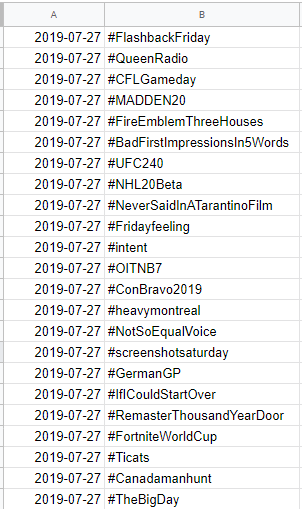 A B
2019-07-27 #FlashbackFriday
2019-07-27 #QueenRadio
2019-07-27 #CFLGameday
2019-07-27 #MADDEN20
2019-07-27 #FireEmblemThreeHouses
2019-07-27 #BadFirstImpressionsIn5Words
2019-07-27 #UFC240
2019-07-27 #NHL20Beta
2019-07-27 #NeverSaidInATarantinoFilm
2019-07-27 #Fridayfeeling
2019-07-27 #intent
2019-07-27 #OITNB7
2019-07-27 #ConBravo2019
2019-07-27 #heavymontreal
2019-07-27 #NotSoEqualVoice
2019-07-27 #screenshotsaturday
2019-07-27 #GermanGP
2019-07-27 #IfICouldStartOver
2019-07-27 #RemasterThousandYearDoor
2019-07-27 #FortniteWorldCup
2019-07-27 #Ticats
2019-07-27 #Canadamanhunt
2019-07-27 #TheBigDay